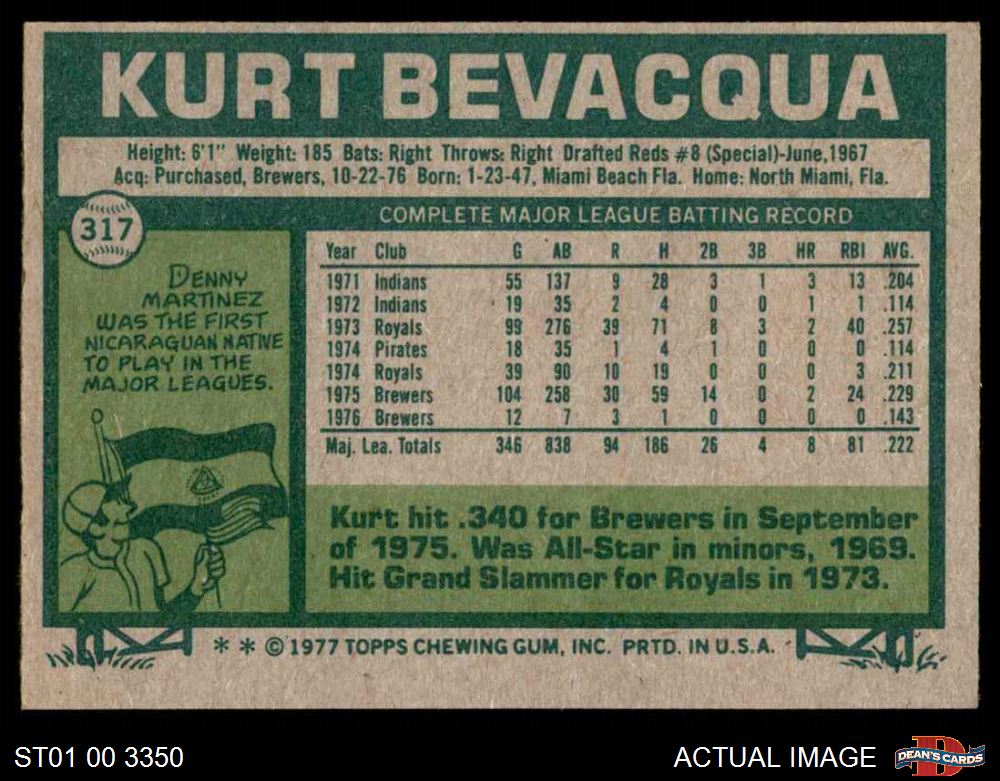 KURT BEVACQUA
Height: 6'1" Weight: 185 Bats: Right Throws: Right Drafted Reds #8 (Special)-June,1967
Acq: Purchased, Brewers, 10-22-76 Born: 1-23-47, Miami Beach Fla. Home: North Miami, Fla.
317
COMPLETE MAJOR LEAGUE BATTING RECORD
Year Club G AB R H 2B 3B HR RBI AVG.
1971 Indians 55 137 9 28 3 1 3 13 .204
1972 Indians 19 35 2 4 0 0 1 1 .114
1973 Royals 99 276 39 71 8 3 2 40 .257
1974 Pirates 18 35 1 4 1 0 0 0 .114
1974 Royals 39 90 10 19 0 0 0 3 .211
1975 Brewers 104 258 30 59 14 0 2 24 .229
1976 Brewers 12 7 3 1 0 0 0 0 .143
Maj. Lea. Totals 346 838 94 186 26 4 8 81 .222
DENNY
MARTINEZ
WAS THE FIRST
NICARAGUAN NATIVE
TO PLAY IN THE
MAJOR LEAGUES.
Kurt hit .340 for Brewers in September
of 1975. Was All-Star in minors, 1969.
Hit Grand Slammer for Royals in 1973.
* * © 1977 TOPPS CHEWING GUM, INC. PRTD. IN U.S.A.
ST01 00 3350
ACTUAL IMAGE
D
DEAN'S CARDS